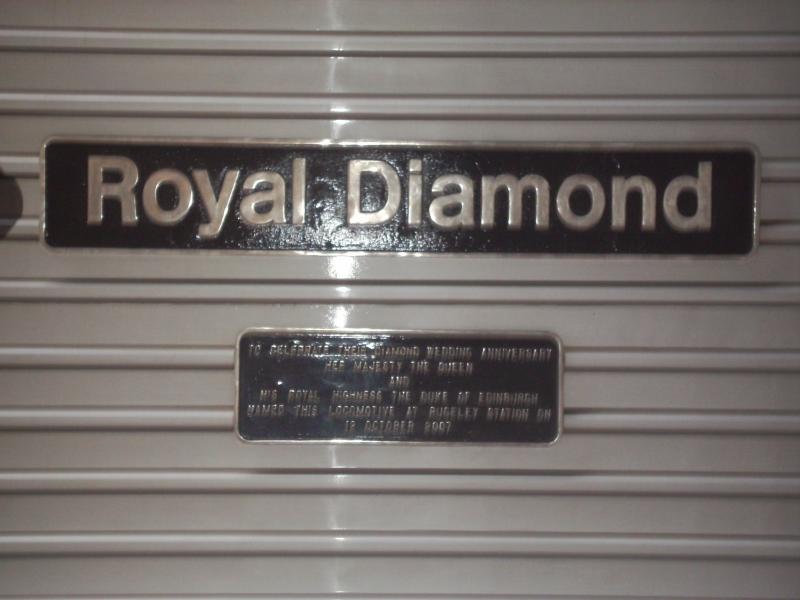 Royal Diamond
TO CELEBRATE THEIR DIAMOND WEDDING ANNIVERSARY
HER MAJESTY THE QUEEN
AND
HIS ROYAL HIGHNESS THE DUKE OF EDINBURGH
NAMED THIS LOCOMOTIVE AT RUGELEY STATION ON
12 OCTOBER 2007